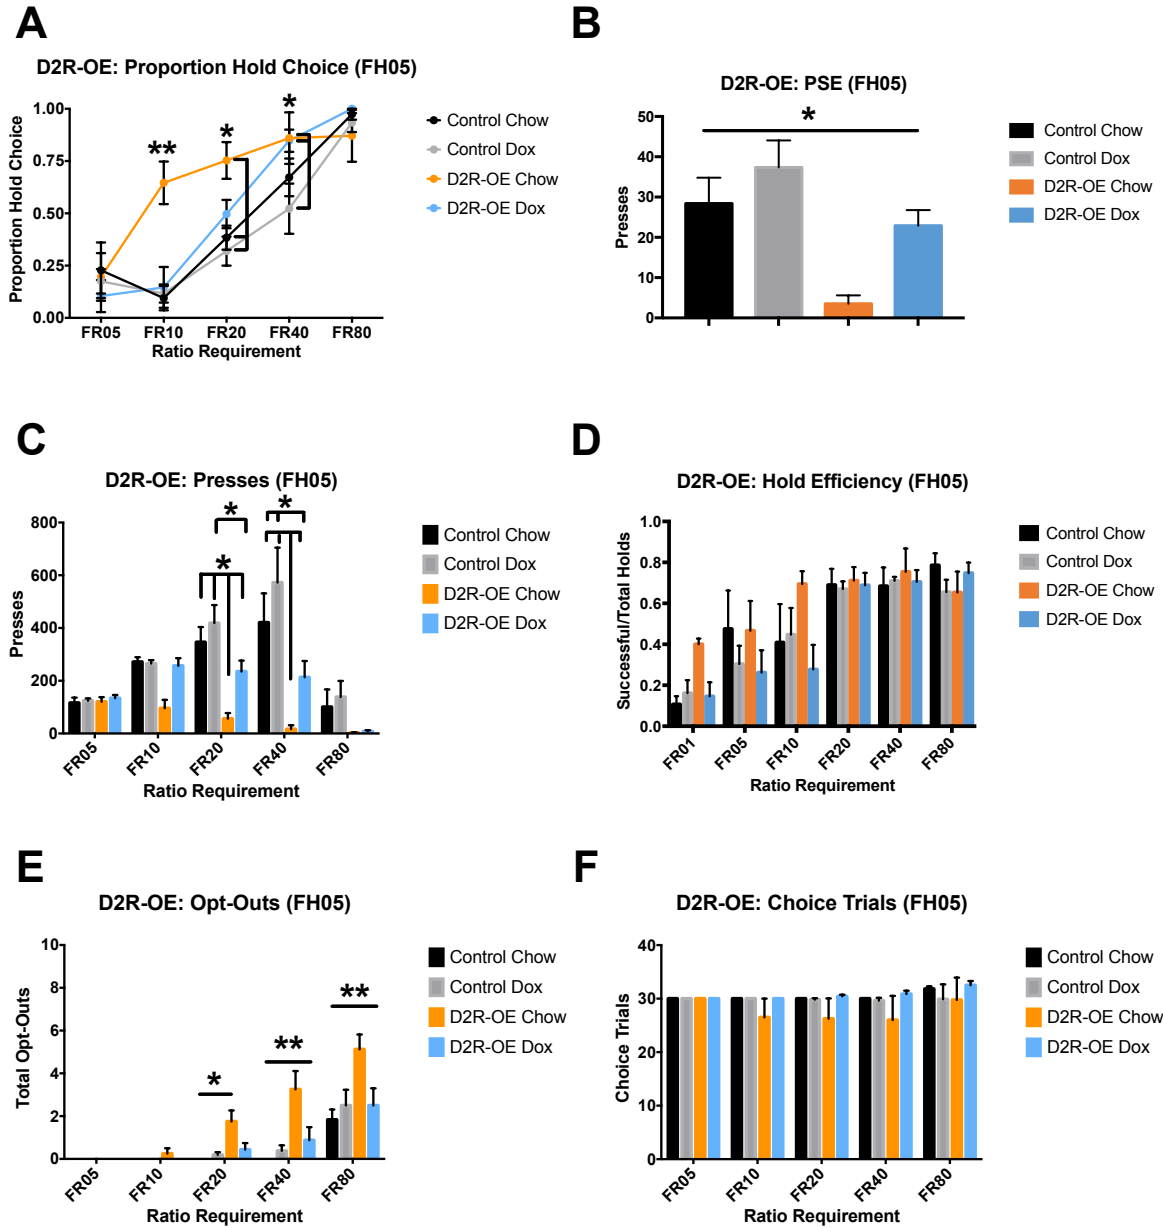 A
D2R-OE: Proportion Hold Choice (FH05)
Proportion Hold Choice
1.00
0.75
0.50
0.25
0.00
**
*
*
FR05 FR10 FR20 FR40 FR80
Ratio Requirement
Control Chow
Control Dox
D2R-OE Chow
D2R-OE Dox
B
D2R-OE: PSE (FH05)
Presses
50
40
30
20
10
0
*
Control Chow
Control Dox
D2R-OE Chow
D2R-OE Dox
C
D2R-OE: Presses (FH05)
Presses
800
600
400
200
0
*
*
*
FR05 FR10 FR20 FR40 FR80
Ratio Requirement
Control Chow
Control Dox
D2R-OE Chow
D2R-OE Dox
D
D2R-OE: Hold Efficiency (FH05)
Successful/Total Holds
1.0
0.8
0.6
0.4
0.2
0.0
FR01 FR05 FR10 FR20 FR40 FR80
Ratio Requirement
Control Chow
Control Dox
D2R-OE Chow
D2R-OE Dox
E
D2R-OE: Opt-Outs (FH05)
Total Opt-Outs
10
8
6
4
2
0
*
**
**
FR05 FR10 FR20 FR40 FR80
Ratio Requirement
Control Chow
Control Dox
D2R-OE Chow
D2R-OE Dox
F
D2R-OE: Choice Trials (FH05)
Choice Trials
40
30
20
10
0
FR05 FR10 FR20 FR40 FR80
Ratio Requirement
Control Chow
Control Dox
D2R-OE Chow
D2R-OE Dox